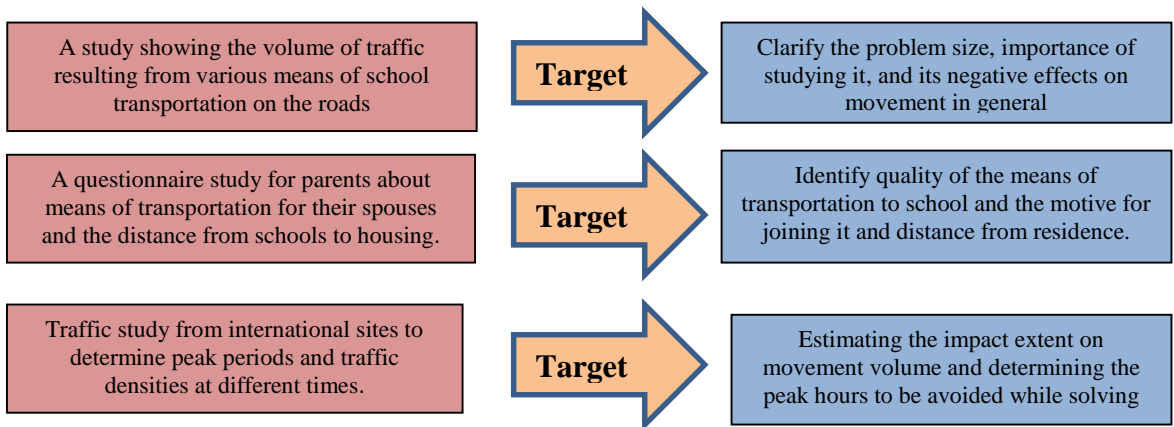 A study showing the volume of traffic
resulting from various means of school
transportation on the roads
Target
Clarify the problem size, importance of
studying it, and its negative effects on
movement in general
A questionnaire study for parents about
means of transportation for their spouses
and the distance from schools to housing.
Target
Identify quality of the means of
transportation to school and the motive for
joining it and distance from residence.
Traffic study from international sites to
determine peak periods and traffic
densities at different times.
Target
Estimating the impact extent on
movement volume and determining the
peak hours to be avoided while solving